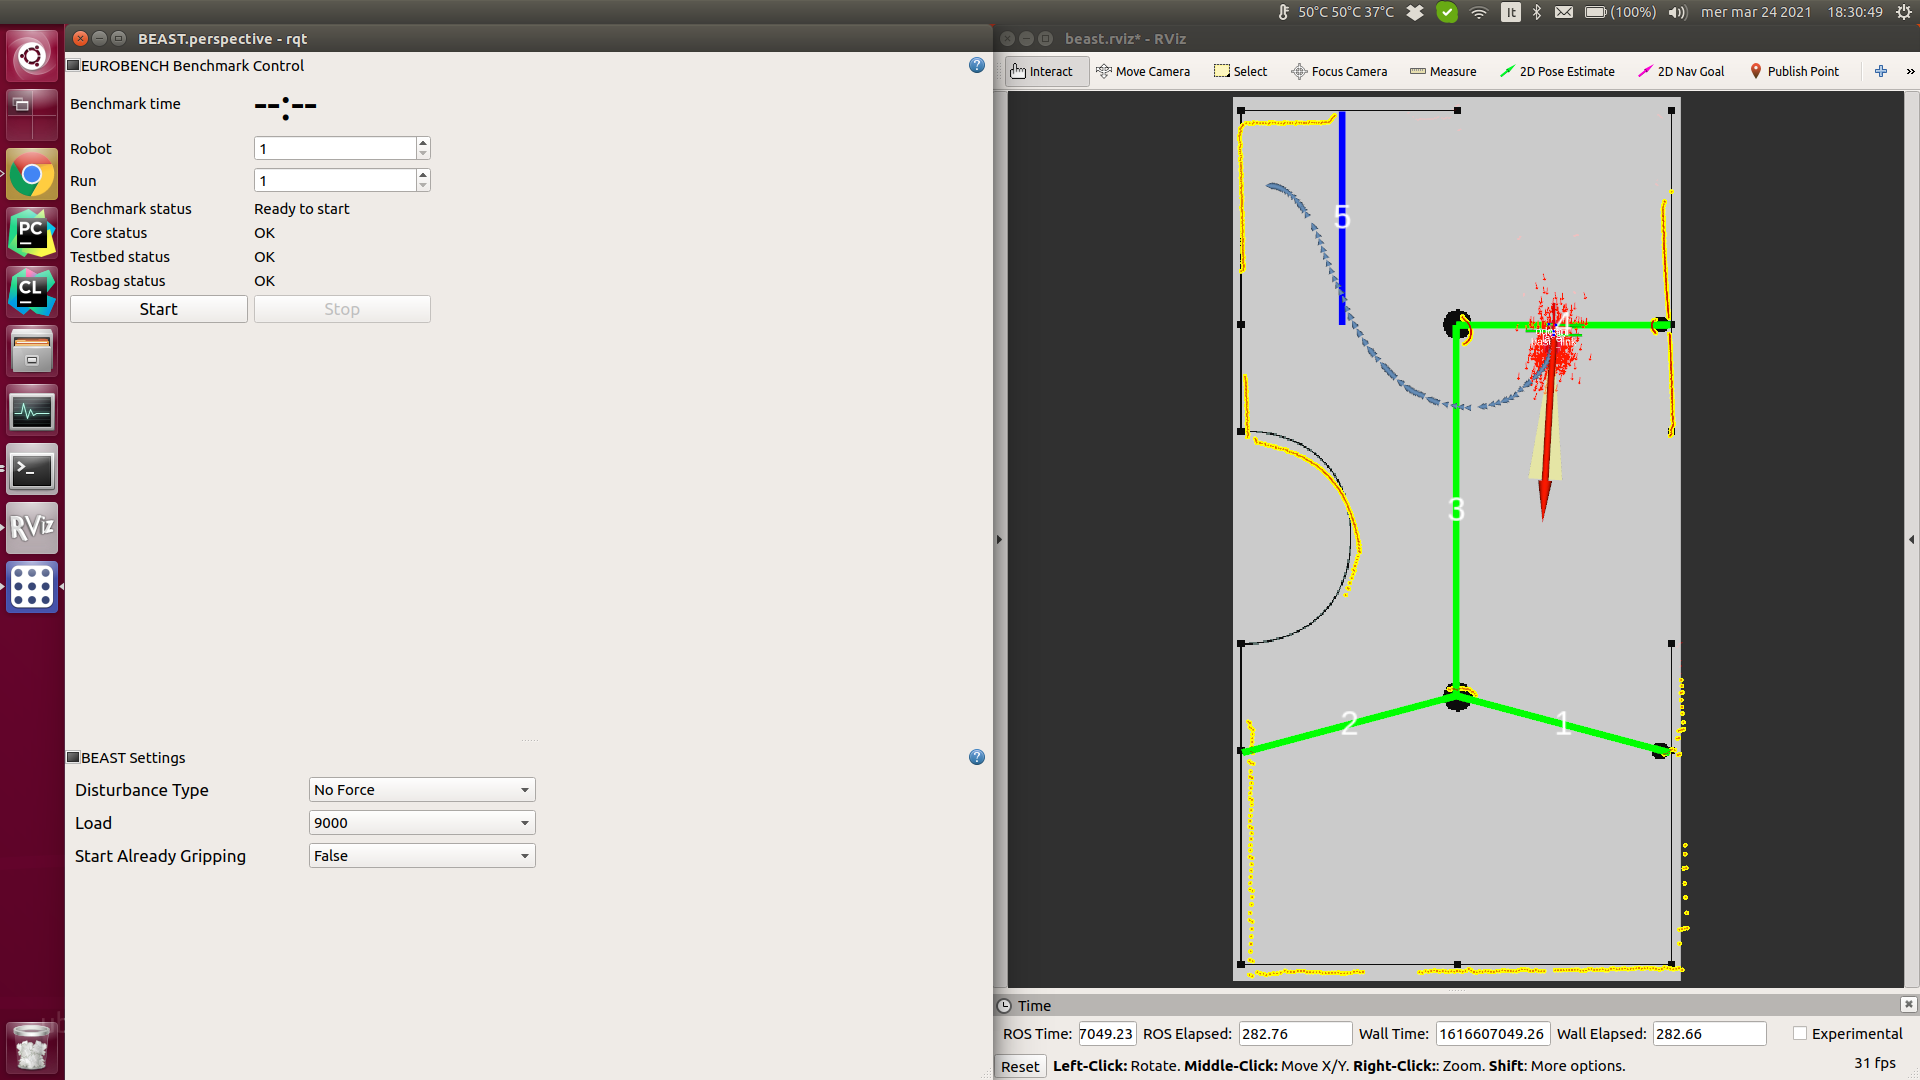 50°C 50°C 37°C It (100%) mer mar 24 2021 18:30:49
BEAST.perspective - rqt
EUROBENCH Benchmark Control
Benchmark time --:--
Robot 1
Run 1
Benchmark status Ready to start
Core status OK
Testbed status OK
Rosbag status OK
Start Stop
BEAST Settings
Disturbance Type No Force
Load 9000
Start Already Gripping False
PC
CL
RViz
beast.rviz* - RViz
Interact Move Camera Select Focus Camera Measure 2D Pose Estimate 2D Nav Goal Publish Point
5
4
3
2 1
Time
ROS Time: 7049.23 ROS Elapsed: 282.76 Wall Time: 1616607049.26 Wall Elapsed: 282.66 Experimental
Reset Left-Click: Rotate. Middle-Click: Move X/Y. Right-Click:: Zoom. Shift: More options. 31 fps